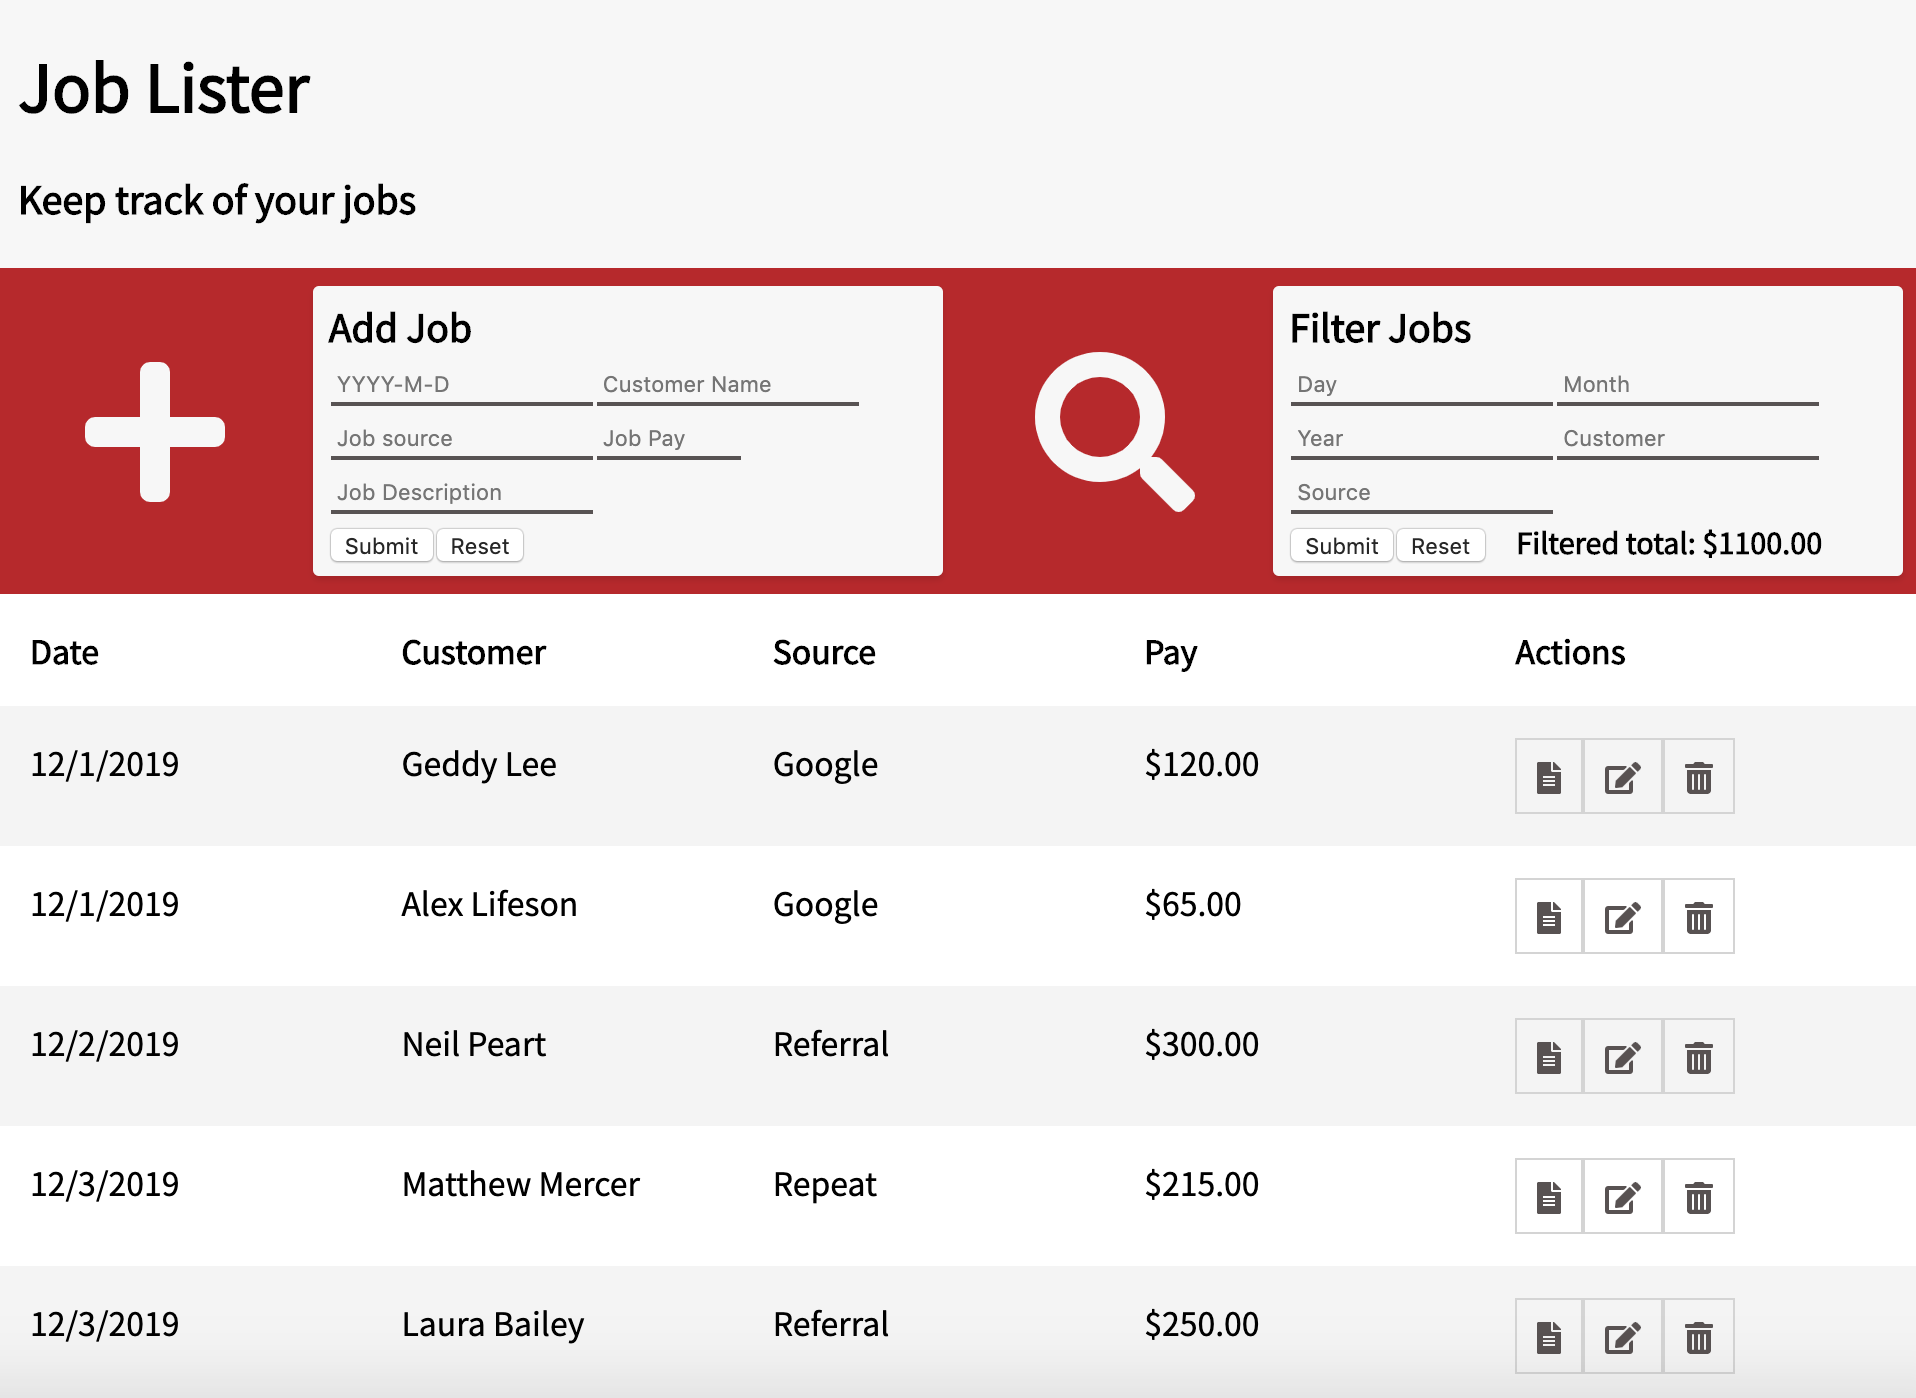 Job Lister
Keep track of your jobs
Add Job
YYYY-M-D Customer Name
Job source Job Pay
Job Description
Submit Reset
Filter Jobs
Day Month
Year Customer
Source
Submit Reset Filtered total: $1100.00
Date Customer Source Pay Actions
12/1/2019 Geddy Lee Google $120.00
12/1/2019 Alex Lifeson Google $65.00
12/2/2019 Neil Peart Referral $300.00
12/3/2019 Matthew Mercer Repeat $215.00
12/3/2019 Laura Bailey Referral $250.00